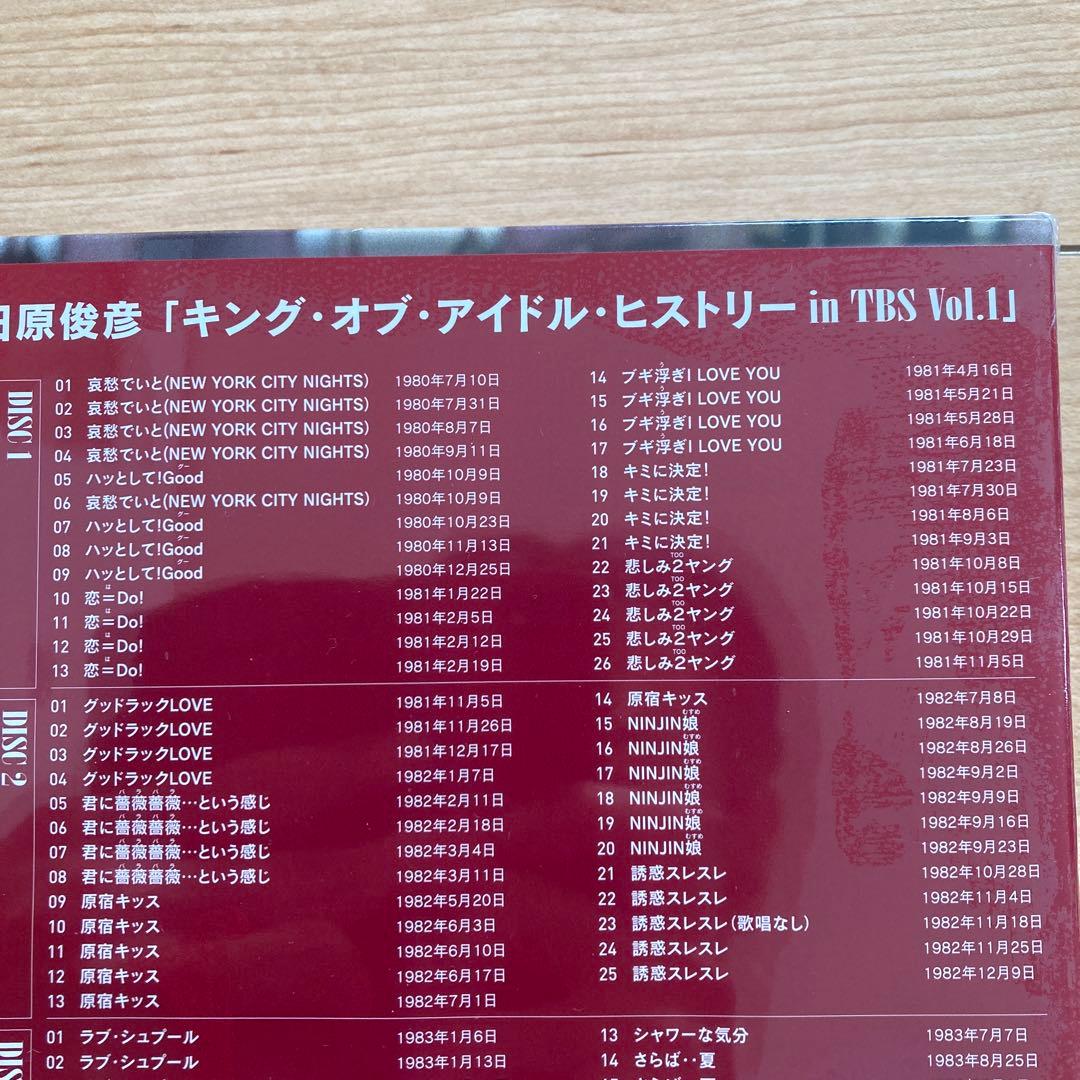 原俊彦「キング・オブ・アイドル・ヒストリー in TBS Vol.1」
DISC 1
01 哀愁でいと(NEW YORK CITY NIGHTS) 1980年7月10日
02 哀愁でいと(NEW YORK CITY NIGHTS) 1980年7月31日
03 哀愁でいと(NEW YORK CITY NIGHTS) 1980年8月7日
04 哀愁でいと(NEW YORK CITY NIGHTS) 1980年9月11日
05 ハッとして!Good 1980年10月9日
06 哀愁でいと(NEW YORK CITY NIGHTS) 1980年10月9日
07 ハッとして!Good 1980年10月23日
08 ハッとして!Good 1980年11月13日
09 ハッとして!Good 1980年12月25日
10 恋=Do! 1981年1月22日
11 恋=Do! 1981年2月5日
12 恋=Do! 1981年2月12日
13 恋=Do! 1981年2月19日
14 ブギ浮ぎI LOVE YOU 1981年4月16日
15 ブギ浮ぎI LOVE YOU 1981年5月21日
16 ブギ浮ぎI LOVE YOU 1981年5月28日
17 ブギ浮ぎI LOVE YOU 1981年6月18日
18 キミに決定! 1981年7月23日
19 キミに決定! 1981年7月30日
20 キミに決定! 1981年8月6日
21 キミに決定! 1981年9月3日
22 悲しみ2ヤング 1981年10月8日
23 悲しみ2ヤング 1981年10月15日
24 悲しみ2ヤング 1981年10月22日
25 悲しみ2ヤング 1981年10月29日
26 悲しみ2ヤング 1981年11月5日
DISC 2
01 グッドラックLOVE 1981年11月5日
02 グッドラックLOVE 1981年11月26日
03 グッドラックLOVE 1981年12月17日
04 グッドラックLOVE 1982年1月7日
05 君に薔薇薔薇…という感じ 1982年2月11日
06 君に薔薇薔薇…という感じ 1982年2月18日
07 君に薔薇薔薇…という感じ 1982年3月4日
08 君に薔薇薔薇…という感じ 1982年3月11日
09 原宿キッス 1982年5月20日
10 原宿キッス 1982年6月3日
11 原宿キッス 1982年6月10日
12 原宿キッス 1982年6月17日
13 原宿キッス 1982年7月1日
14 原宿キッス 1982年7月8日
15 NINJIN娘 1982年8月19日
16 NINJIN娘 1982年8月26日
17 NINJIN娘 1982年9月2日
18 NINJIN娘 1982年9月9日
19 NINJIN娘 1982年9月16日
20 NINJIN娘 1982年9月23日
21 誘惑スレスレ 1982年10月28日
22 誘惑スレスレ 1982年11月4日
23 誘惑スレスレ(歌唱なし) 1982年11月18日
24 誘惑スレスレ 1982年11月25日
25 誘惑スレスレ 1982年12月9日
DIS
01 ラブ・シュプール 1983年1月6日
02 ラブ・シュプール 1983年1月13日
13 シャワーな気分 1983年7月7日
14 さらば‥夏 1983年8月25日